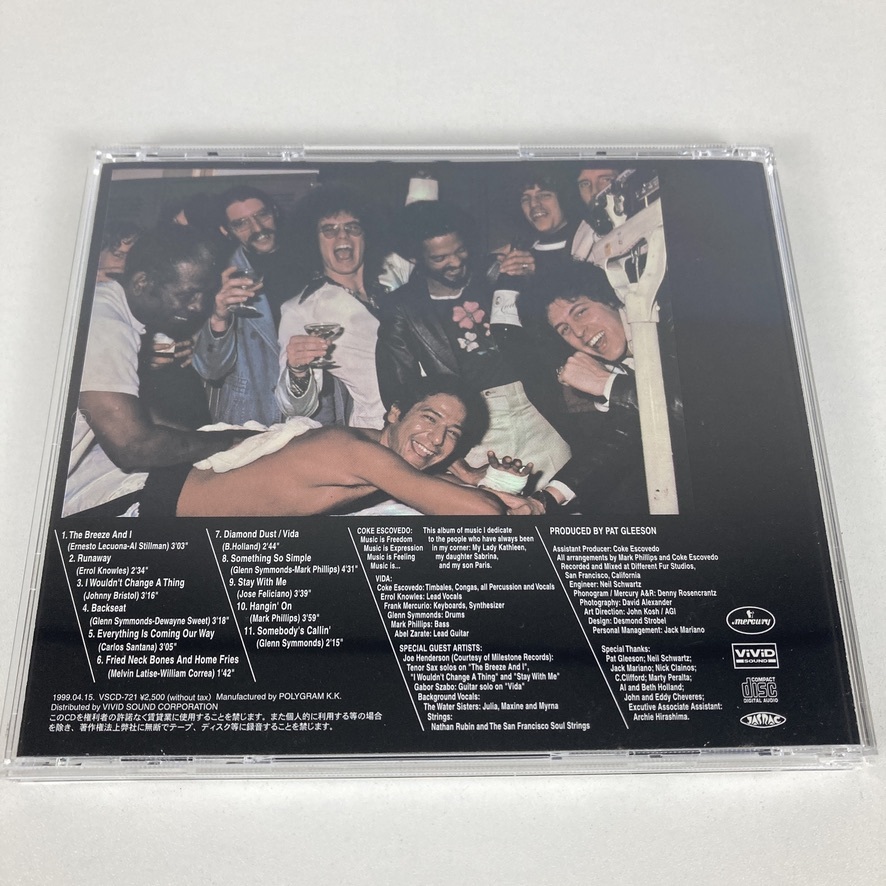 1. The Breeze And I
(Ernesto Lecuona-Al Stillman) 3'03"
2. Runaway
(Errol Knowles) 2'34"
3. I Wouldn't Change A Thing
(Johnny Bristol) 3'16"
4. Backseat
(Glenn Symmonds-Dewayne Sweet) 3'18"
5. Everything Is Coming Our Way
(Carlos Santana) 3'05"
6. Fried Neck Bones And Home Fries
(Melvin Latise-William Correa) 1'42"
7. Diamond Dust / Vida
(B.Holland) 2'44"
8. Something So Simple
(Glenn Symmonds-Mark Phillips) 4'31"
9. Stay With Me
(Jose Feliciano) 3'39"
10. Hangin' On
(Mark Phillips) 3'59"
11. Somebody's Callin'
(Glenn Symmonds) 2'15"
1999.04.15. VSCD-721 ¥2,500 (without tax) Manufactured by POLYGRAM K.K.
Distributed by VIVID SOUND CORPORATION
このCDを権利者の許諾なく賃貸業に使用することを禁じます。また個人的に利用する等の場合
を除き、著作権法上弊社に無断でテープ、ディスク等に録音することを禁じます。
COKE ESCOVEDO:
Music is Freedom
Music is Expression
Music is Feeling
Music is...
This album of music I dedicate
to the people who have always been
in my corner: My Lady Kathleen,
my daughter Sabrina,
and my son Paris.
VIDA:
Coke Escovedo: Timbales, Congas, all Percussion and Vocals
Errol Knowles: Lead Vocals
Frank Mercurio: Keyboards, Synthesizer
Glenn Symmonds: Drums
Mark Phillips: Bass
Abel Zarate: Lead Guitar
SPECIAL GUEST ARTISTS:
Joe Henderson (Courtesy of Milestone Records):
Tenor Sax solos on "The Breeze And I",
"I Wouldn't Change A Thing" and "Stay With Me"
Gabor Szabo: Guitar solo on "Vida"
Background Vocals:
The Water Sisters: Julia, Maxine and Myrna
Strings:
Nathan Rubin and The San Francisco Soul Strings
PRODUCED BY PAT GLEESON
Assistant Producer: Coke Escovedo
All arrangements by Mark Phillips and Coke Escovedo
Recorded and Mixed at Different Fur Studios,
San Francisco, California
Engineer: Neil Schwartz
Phonogram / Mercury A&R: Denny Rosencrantz
Photography: David Alexander
Art Direction: John Kosh / AGI
Design: Desmond Strobel
Personal Management: Jack Mariano
Special Thanks:
Pat Gleeson; Neil Schwartz;
Jack Mariano; Nick Clainos;
C.Clifford; Marty Peralta;
Al and Beth Holland;
John and Eddy Cheveres;
Excutive Associate Assistant:
Archie Hirashima.
mercury
ViViD
SOUND
COMPACT
disc
DIGITAL AUDIO
JASRAC